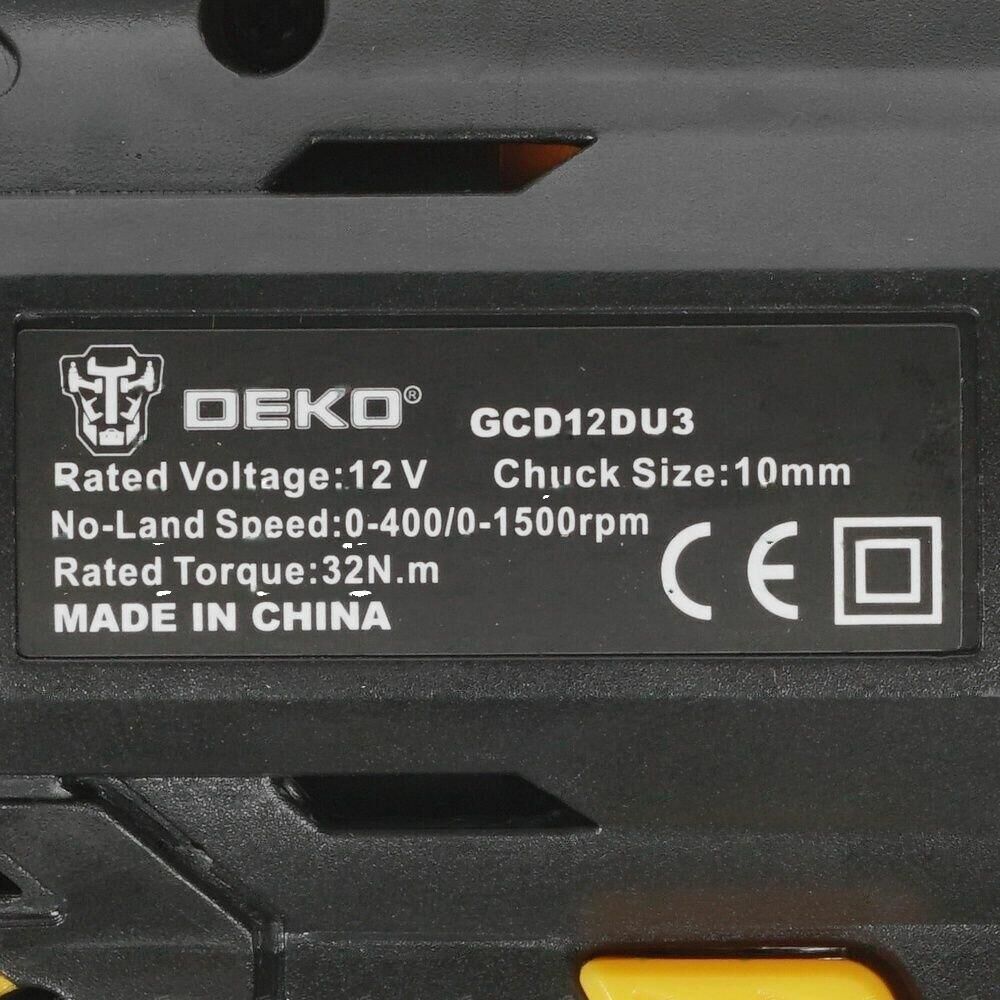 DEKO® GCD12DU3
Rated Voltage:12V Chuck Size:10mm
No-Land Speed:0-400/0-1500rpm
Rated Torque:32N.m
MADE IN CHINA
CE